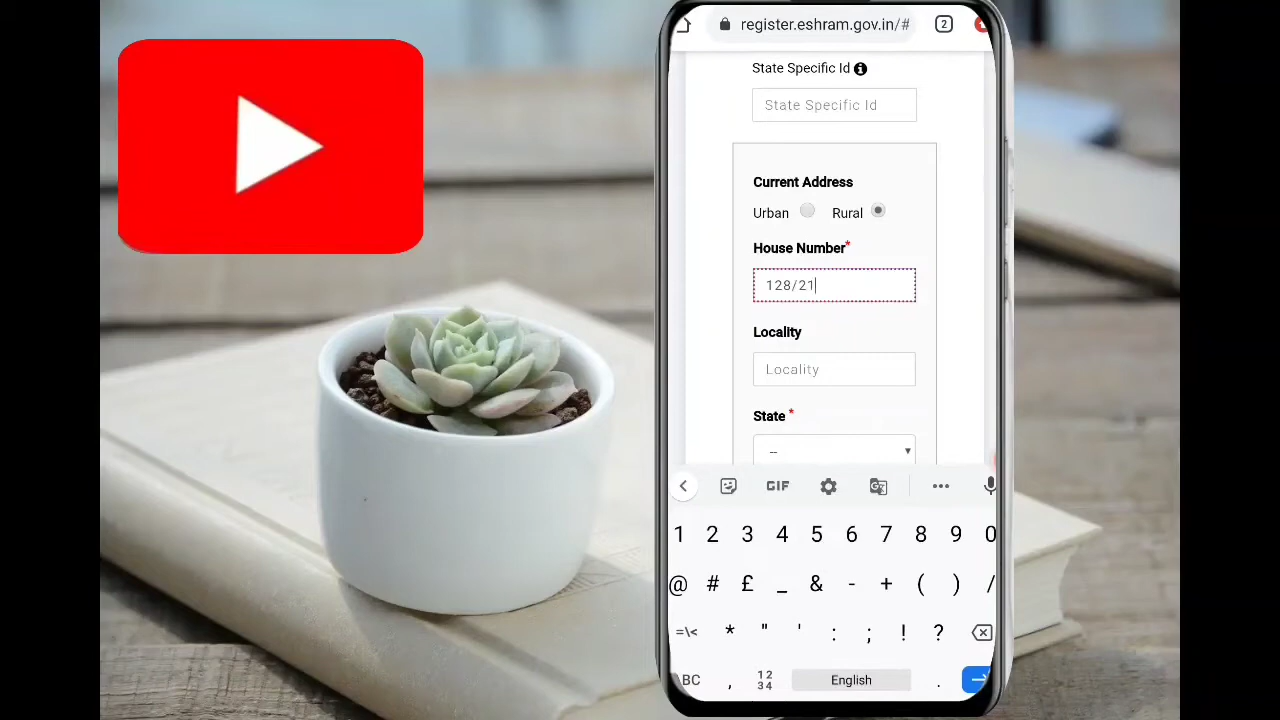 register.eshram.gov.in/#
2
State Specific Id
State Specific Id
Current Address
Urban Rural
House Number*
128/21
Locality
Locality
State *
--
GIF
1 2 3 4 5 6 7 8 9 0
@ # £ _ & - + ( ) /
=\< * " ' : ; ! ?
ABC , 12 34 English .